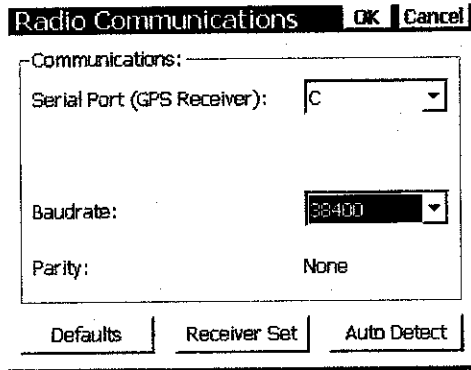 Radio Communications OK Cancel
Communications:
Serial Port (GPS Receiver): C
Baudrate: 38400
Parity: None
Defaults Receiver Set Auto Detect